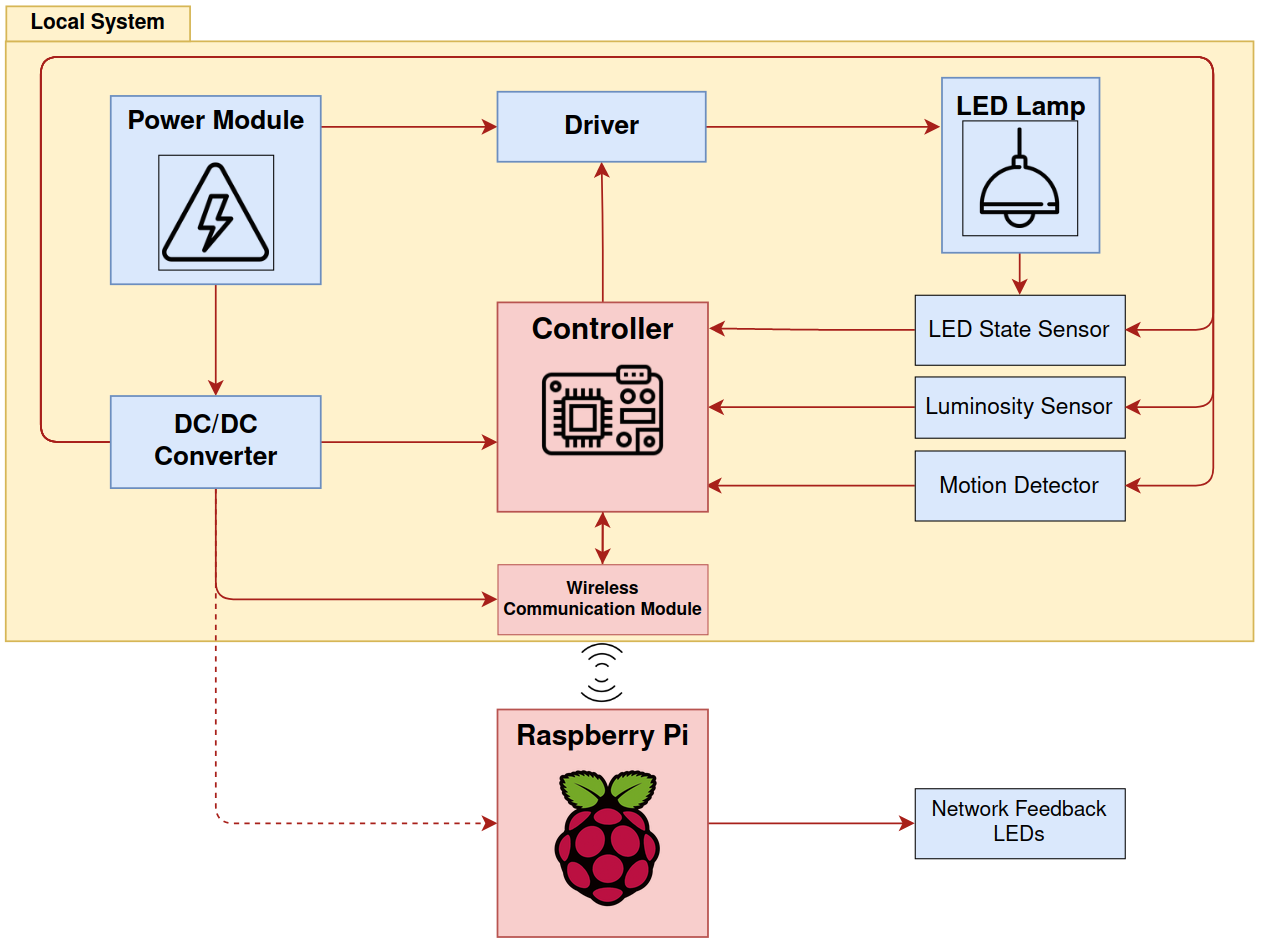 Local System
Power Module
Driver
LED Lamp
Controller
LED State Sensor
Luminosity Sensor
DC/DC
Converter
Motion Detector
Wireless
Communication Module
Raspberry Pi
Network Feedback
LEDs